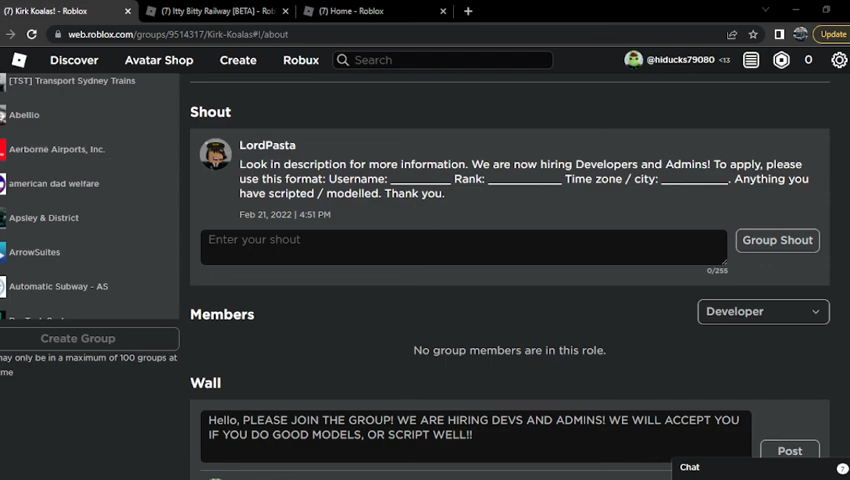 (7) Kirk Koalas! - Roblox
(7) Itty Bitty Railway [BETA] - Rob
(7) Home - Roblox
web.roblox.com/groups/9514317/Kirk-Koalas#!/about
Update
Discover
Avatar Shop
Create
Robux
Search
@hiducks79080 <13
0
[TST] Transport Sydney Trains
Abellio
Aerborne Airports, Inc.
american dad welfare
Apsley & District
ArrowSuites
Automatic Subway - AS
Create Group
may only be in a maximum of 100 groups at
Shout
LordPasta
Look in description for more information. We are now hiring Developers and Admins! To apply, please
use this format: Username: __________ Rank: ____________ Time zone / city: ___________. Anything you
have scripted / modelled. Thank you.
Feb 21, 2022 | 4:51 PM
Enter your shout
Group Shout
0/255
Members
Developer
No group members are in this role.
Wall
Hello, PLEASE JOIN THE GROUP! WE ARE HIRING DEVS AND ADMINS! WE WILL ACCEPT YOU
IF YOU DO GOOD MODELS, OR SCRIPT WELL!!
Post
Chat